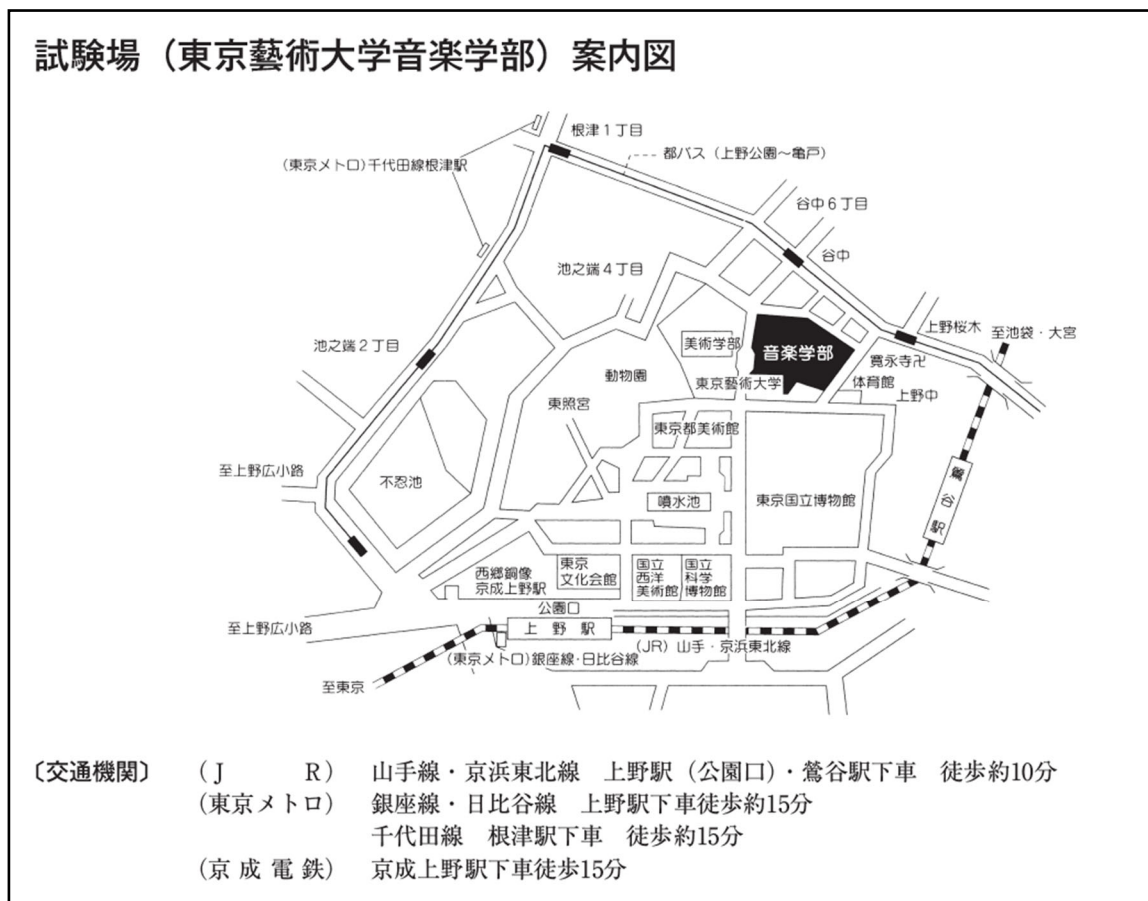 試験場（東京藝術大学音楽学部）案内図
根津1丁目
都バス（上野公園～亀戸）
(東京メトロ)千代田線根津駅
谷中6丁目
谷中
池之端4丁目
上野桜木
至池袋・大宮
池之端2丁目
美術学部
音楽学部
寛永寺卍
動物園
東京藝術大学
体育館
上野中
東照宮
東京都美術館
至上野広小路
不忍池
噴水池
東京国立博物館
鶯谷駅
西郷銅像
京成上野駅
東京
文化会館
国立
西洋
美術館
国立
科学
博物館
公園口
上野駅
至上野広小路
(JR) 山手・京浜東北線
(東京メトロ)銀座線・日比谷線
至東京
〔交通機関〕 （JR） 山手線・京浜東北線 上野駅（公園口）・鶯谷駅下車 徒歩約10分
（東京メトロ） 銀座線・日比谷線 上野駅下車徒歩約15分
千代田線 根津駅下車 徒歩約15分
（京成電鉄） 京成上野駅下車徒歩15分